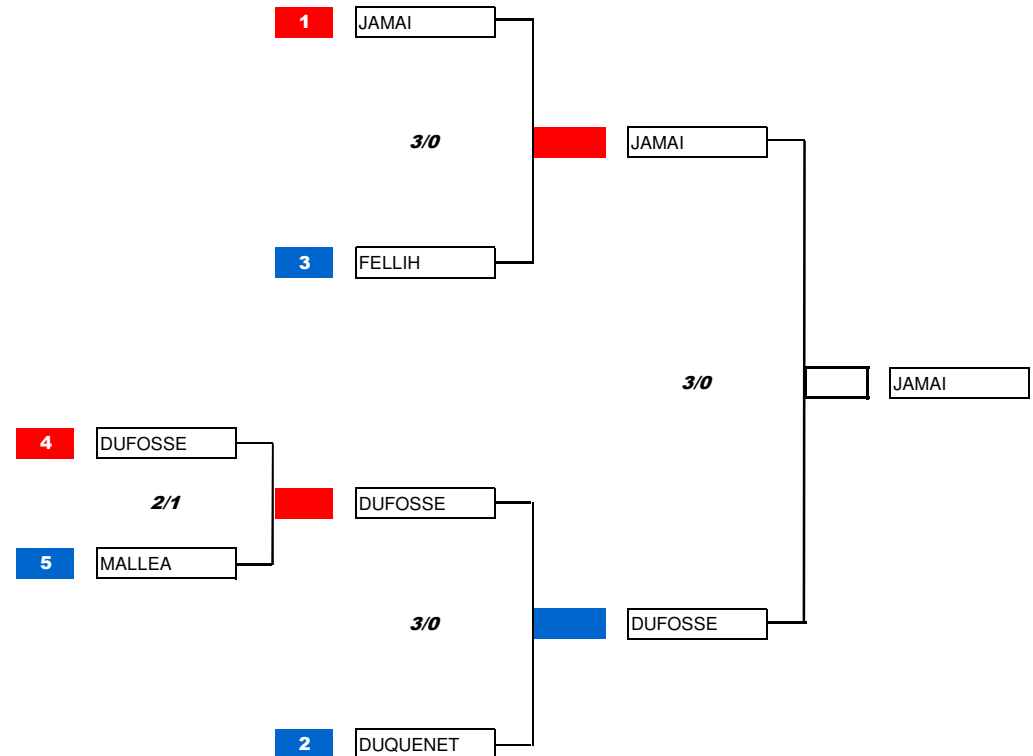 1 JAMAI
3/0 JAMAI
3 FELLIH
3/0 JAMAI
4 DUFOSSE
2/1 DUFOSSE
5 MALLEA
3/0 DUFOSSE
2 DUQUENET